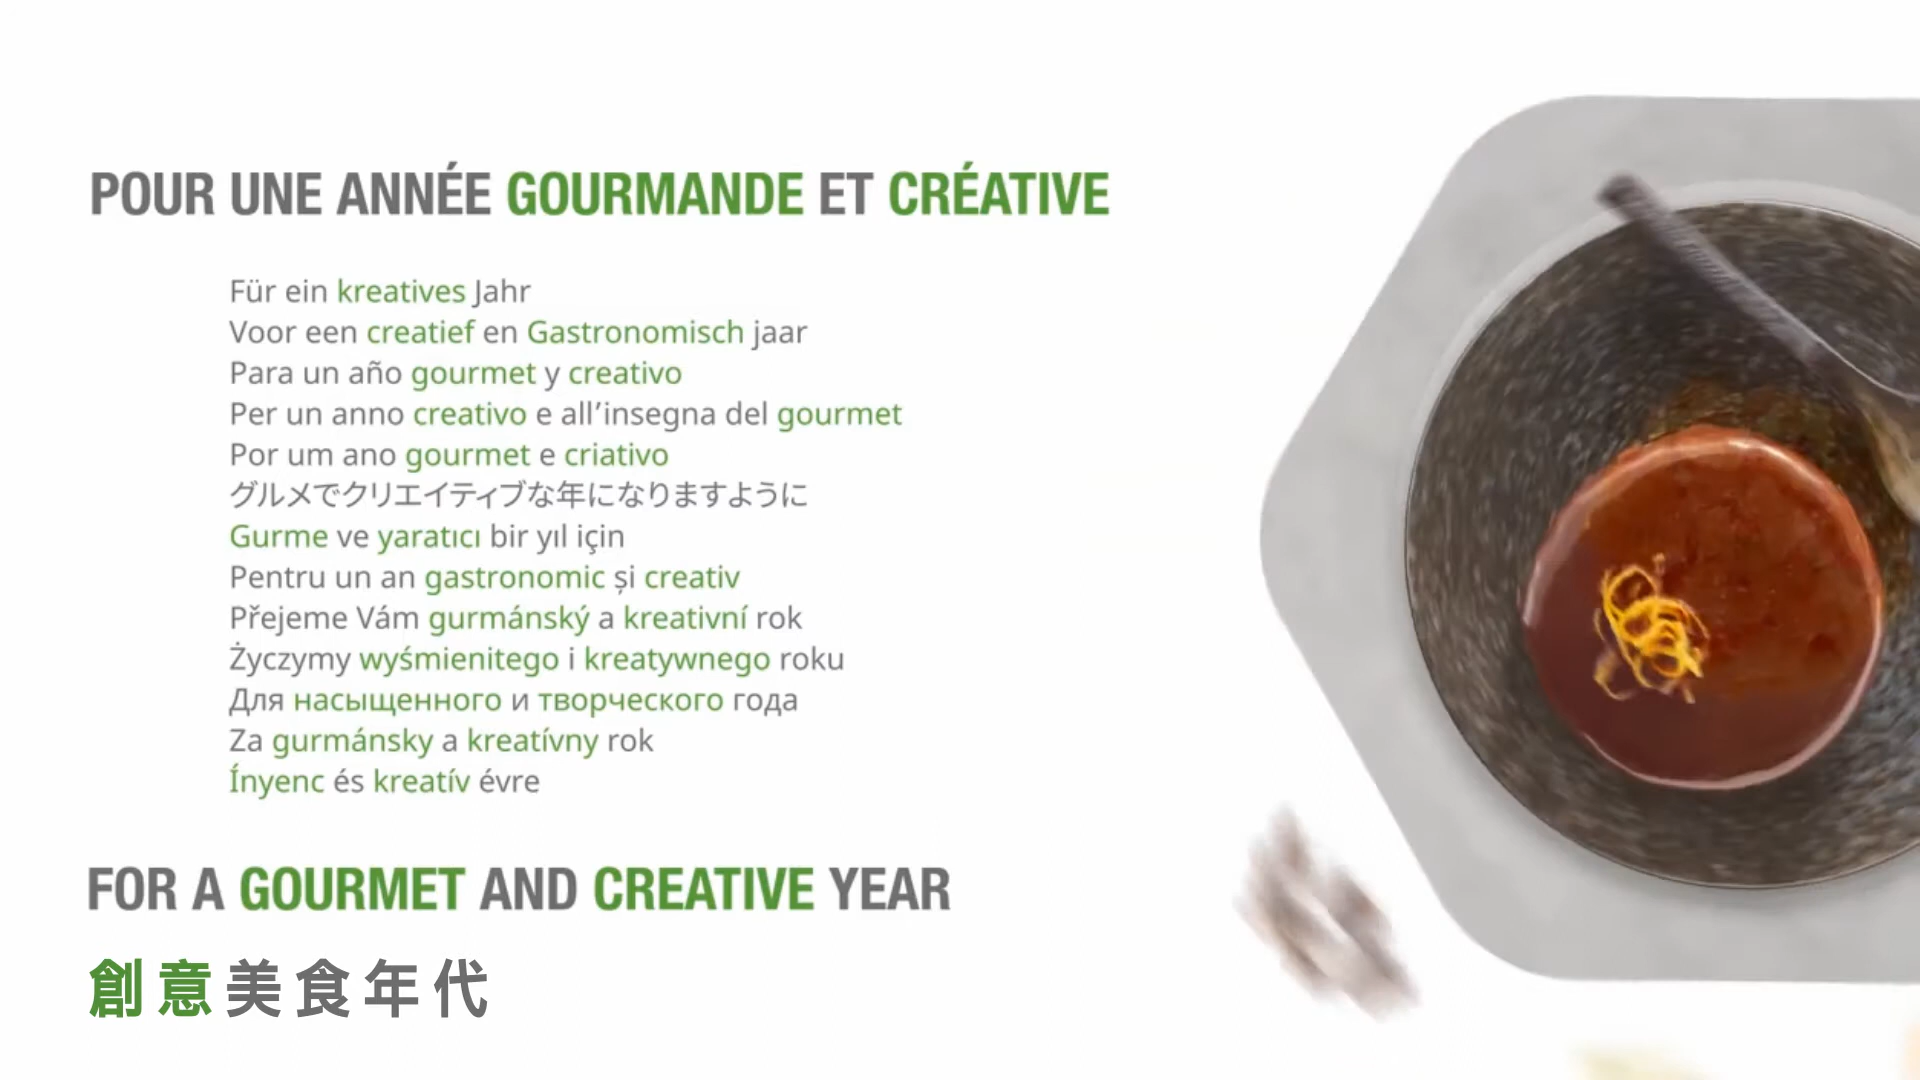 POUR UNE ANNÉE GOURMANDE ET CRÉATIVE
Für ein kreatives Jahr
Voor een creatief en Gastronomisch jaar
Para un año gourmet y creativo
Per un anno creativo e all’insegna del gourmet
Por um ano gourmet e criativo
グルメでクリエイティブな年になりますように
Gurme ve yaratıcı bir yıl için
Pentru un an gastronomic și creativ
Přejeme Vám gurmánský a kreativní rok
Życzymy wyśmienitego i kreatywnego roku
Для насыщенного и творческого года
Za gurmánsky a kreatívny rok
Ínyenc és kreatív évre
FOR A GOURMET AND CREATIVE YEAR
創意美食年代